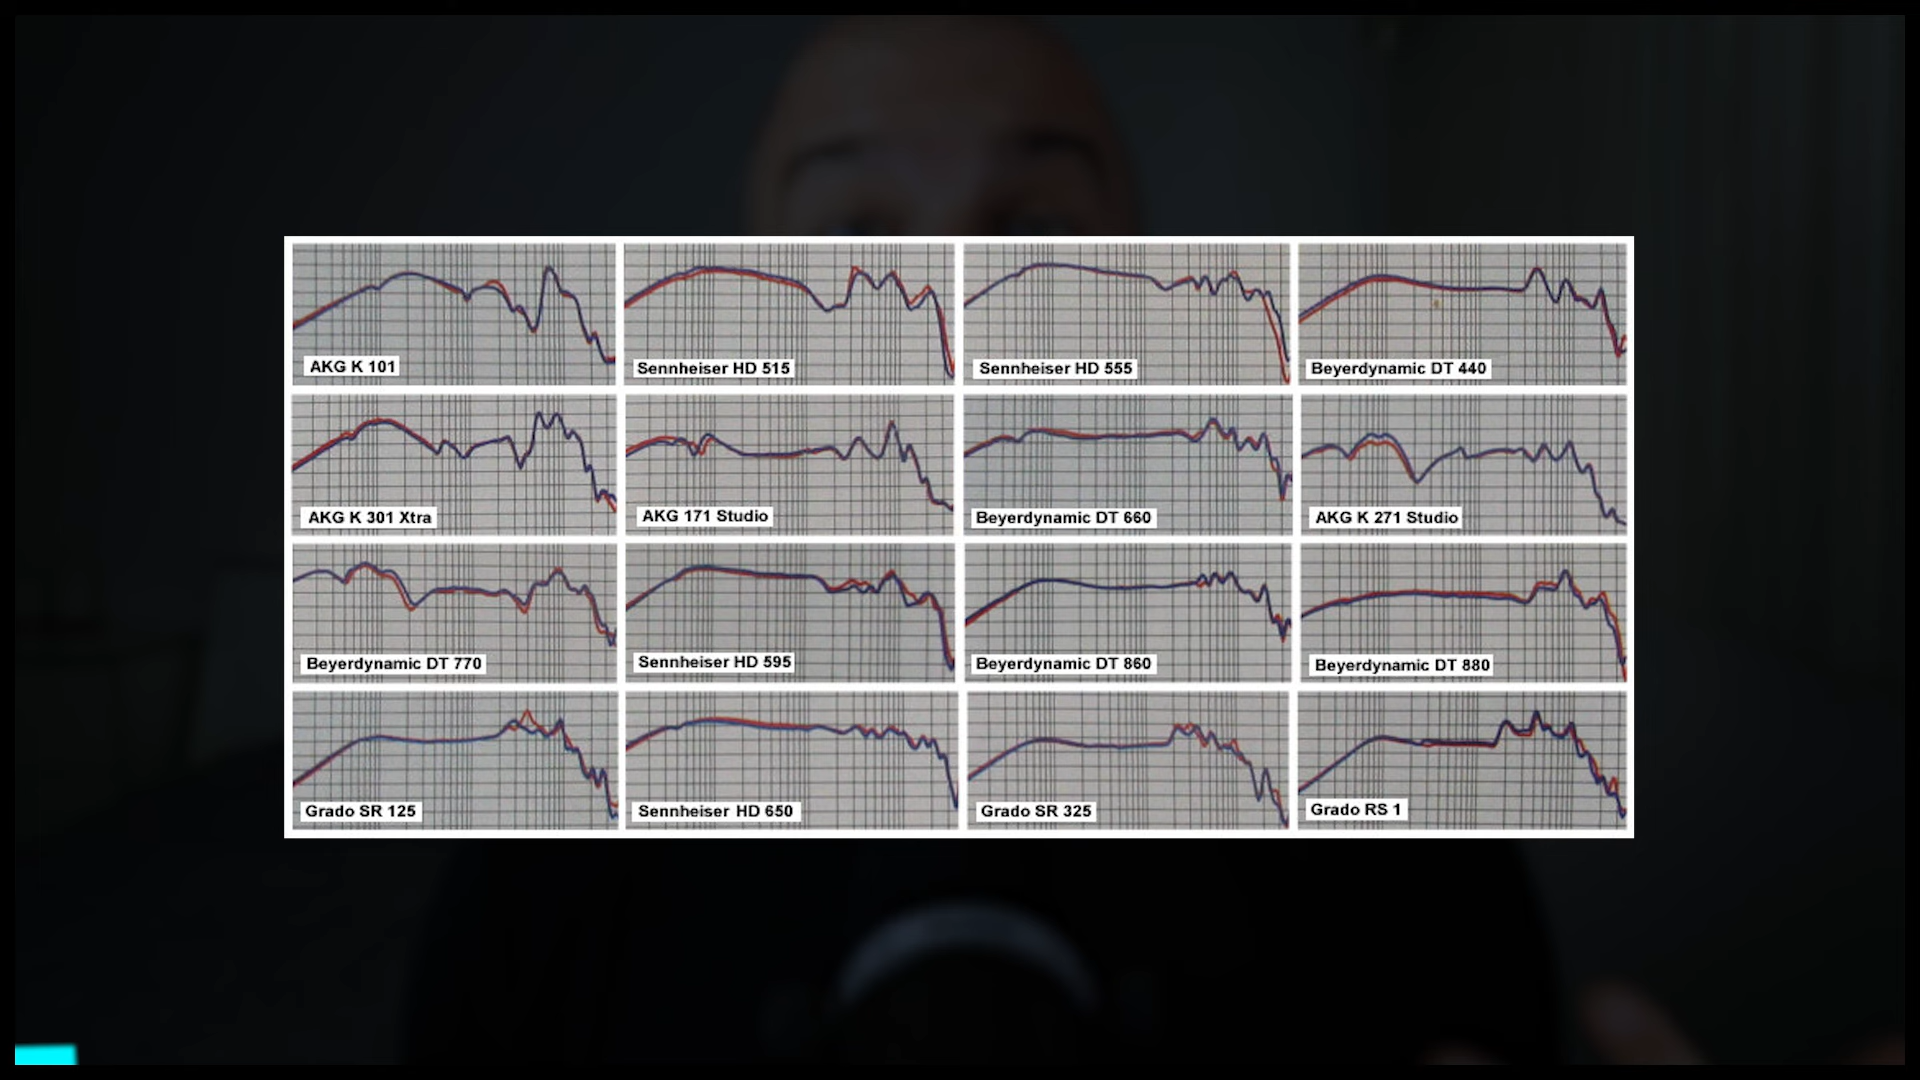 AKG K 101
Sennheiser HD 515
Sennheiser HD 555
Beyerdynamic DT 440
AKG K 301 Xtra
AKG 171 Studio
Beyerdynamic DT 660
AKG K 271 Studio
Beyerdynamic DT 770
Sennheiser HD 595
Beyerdynamic DT 860
Beyerdynamic DT 880
Grado SR 125
Sennheiser HD 650
Grado SR 325
Grado RS 1